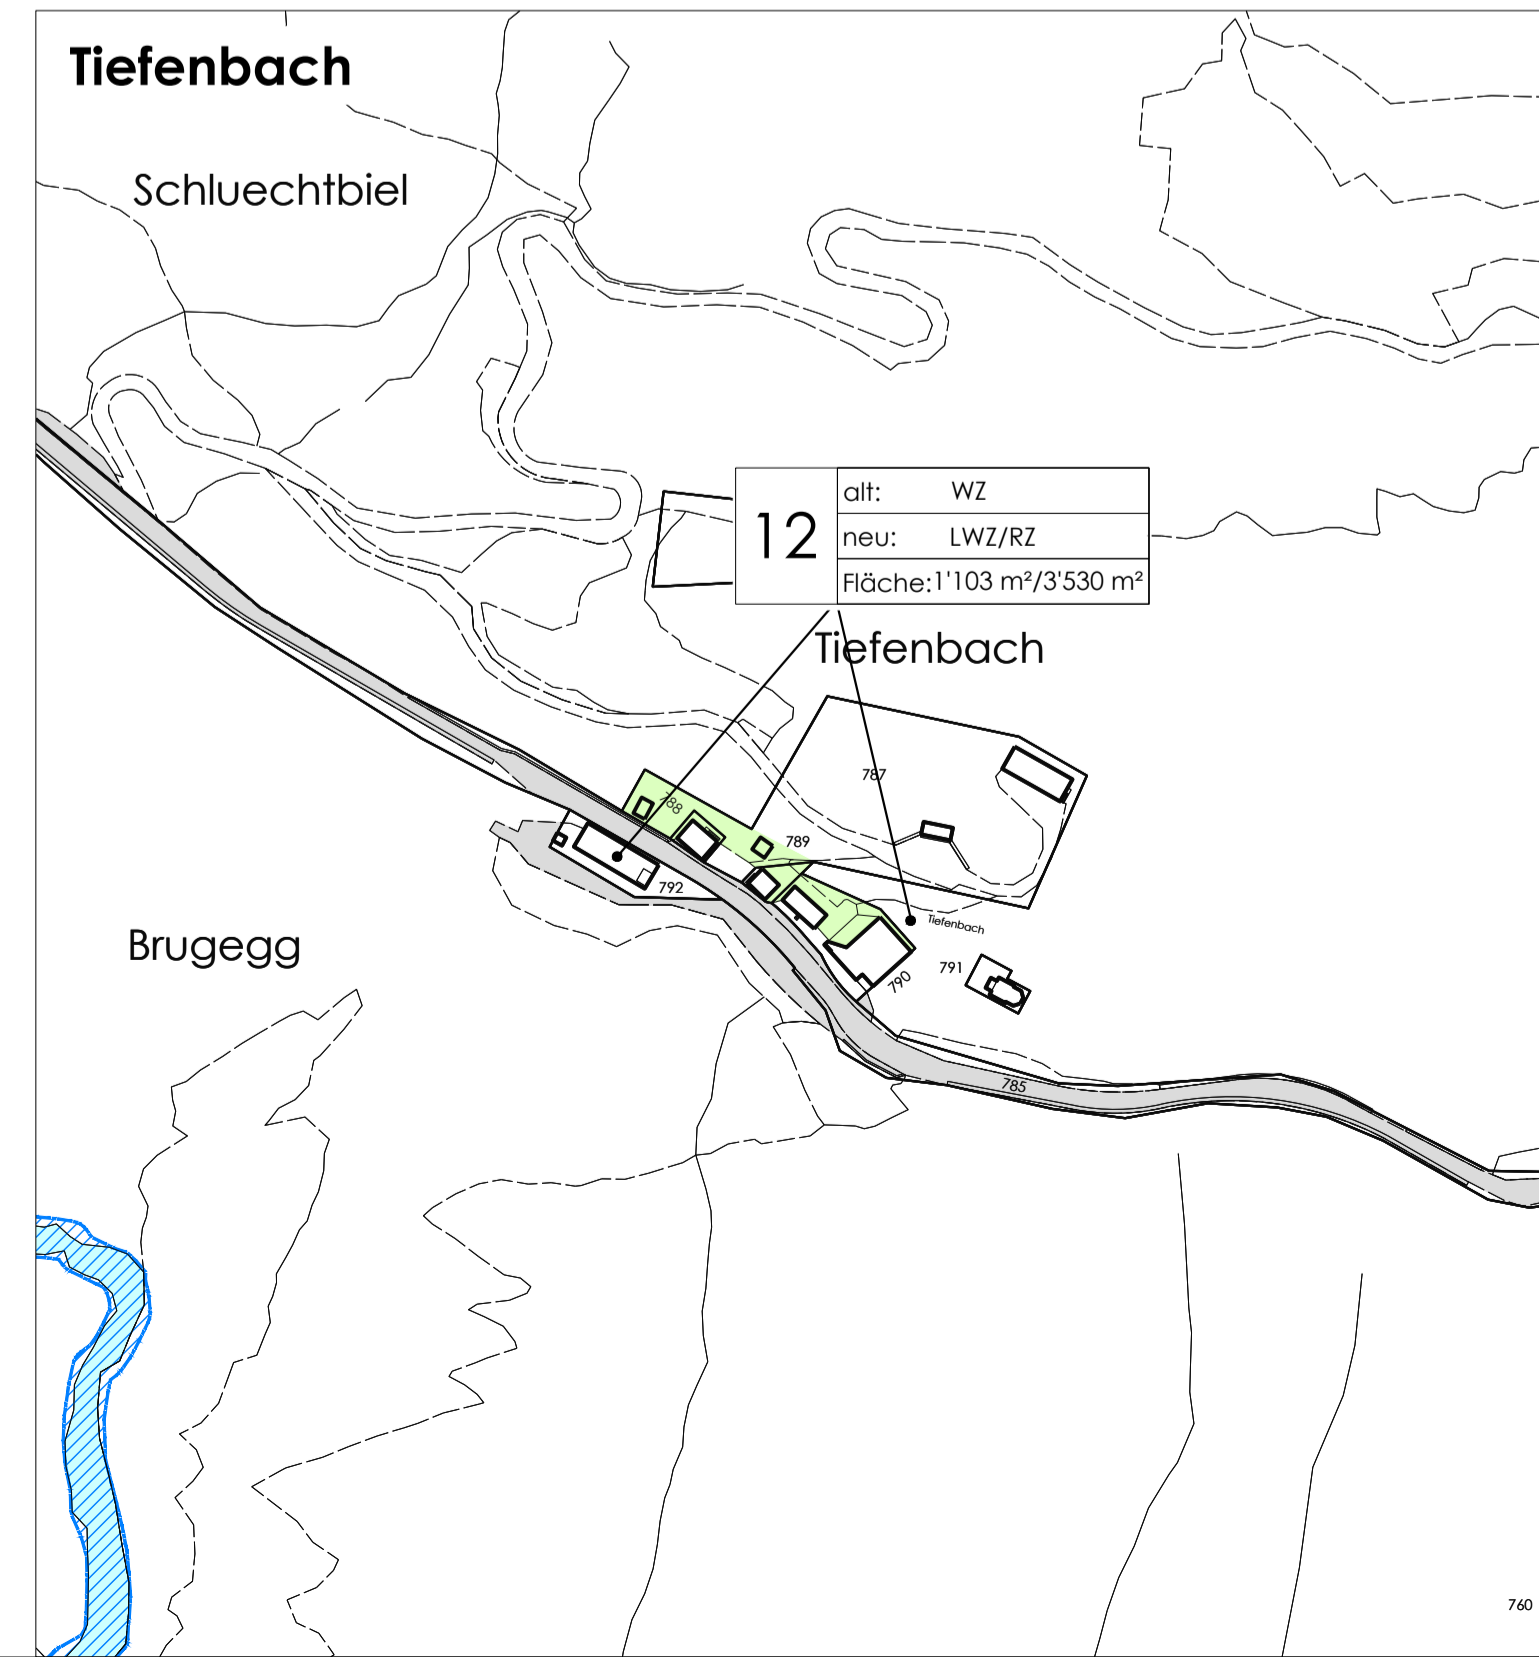 Tiefenbach
Schluechtbiel
12
alt: WZ
neu: LWZ/RZ
Fläche: 1'103 m²/3'530 m²
Tiefenbach
787
788
789
792
Tiefenbach
Brugegg
791
790
785
760